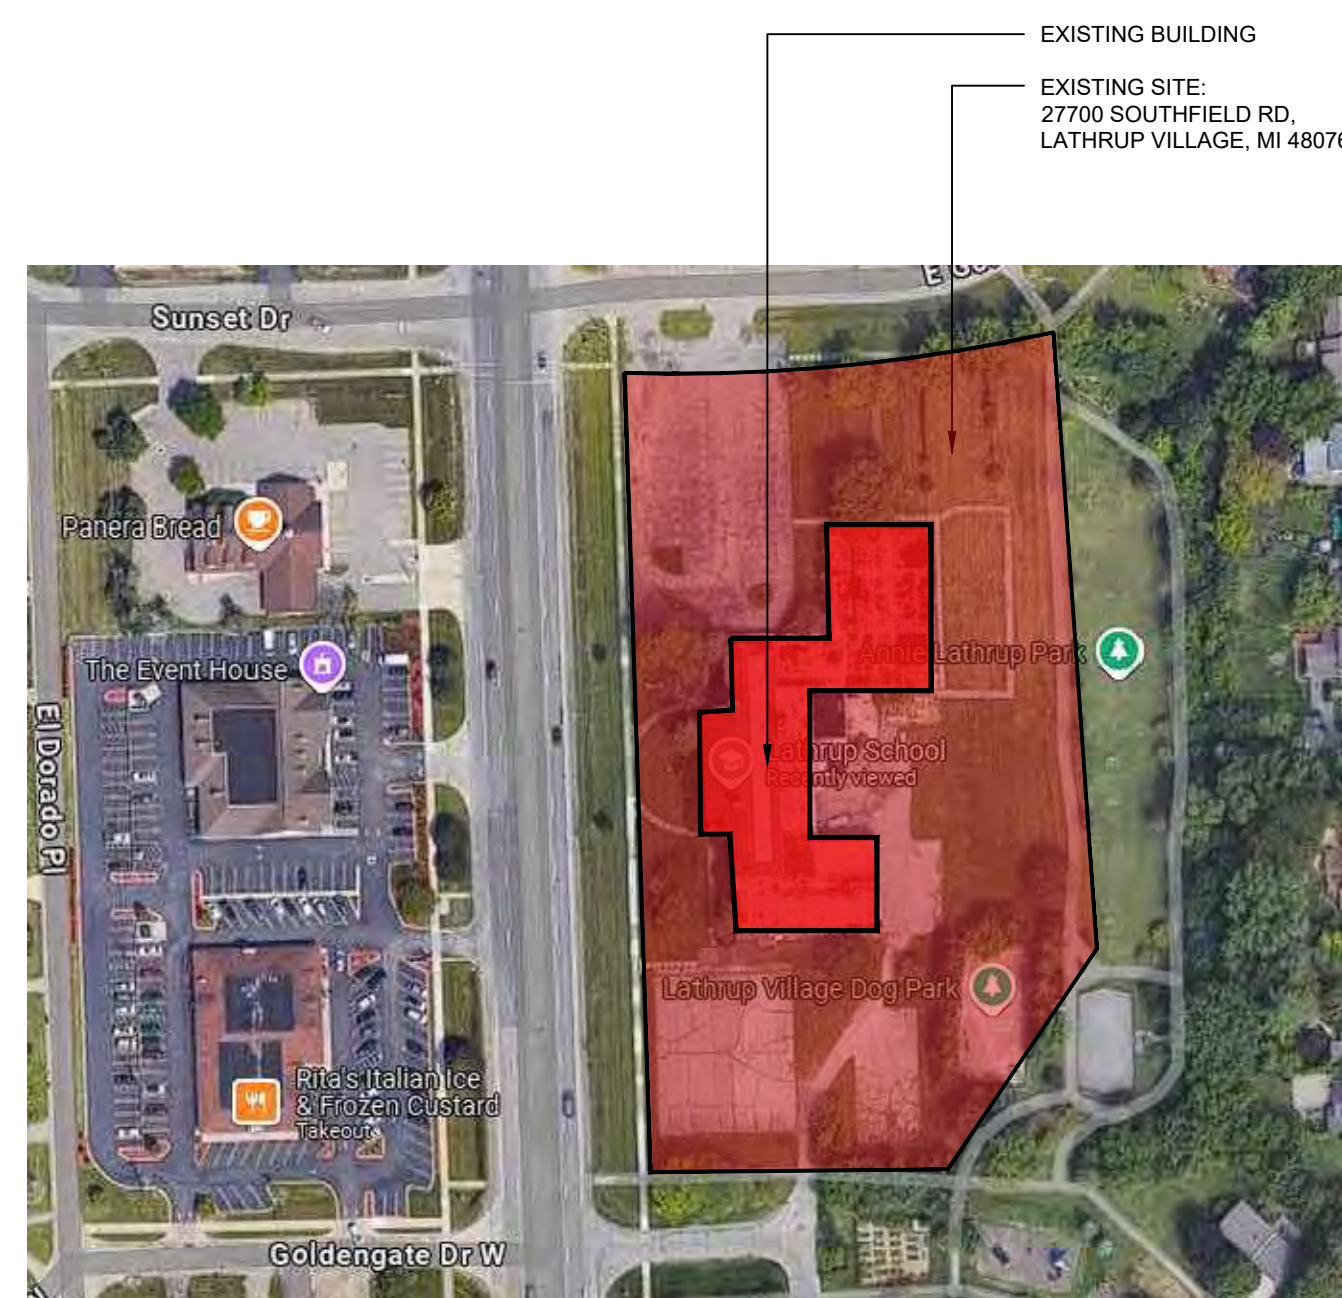 EXISTING BUILDING
EXISTING SITE:
27700 SOUTHFIELD RD,
LATHRUP VILLAGE, MI 48076
Sunset Dr
Panera Bread
The Event House
Annie Lathrup Park
El Dorado Pl
Lathrup School
Recently viewed
Lathrup Village Dog Park
Rita's Italian Ice
& Frozen Custard
Takeout
Goldengate Dr W